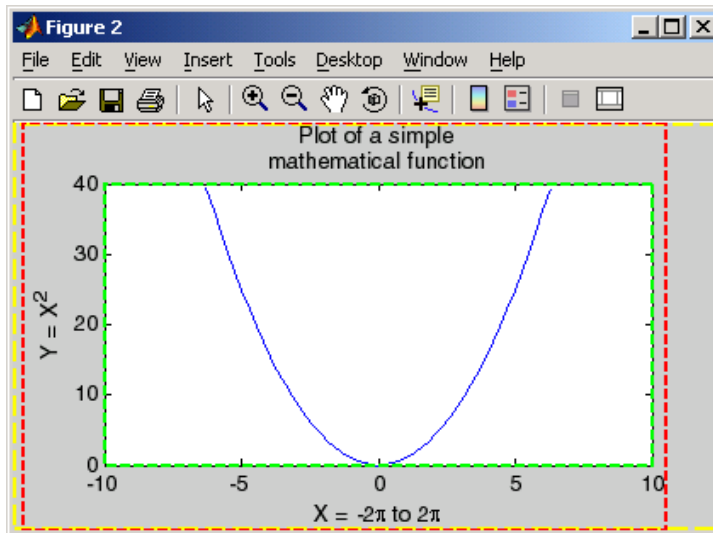 Figure 2
File Edit View Insert Tools Desktop Window Help
Plot of a simple
mathematical function
40
30
20
10
0
Y = X²
-10 -5 0 5 10
X = -2π to 2π